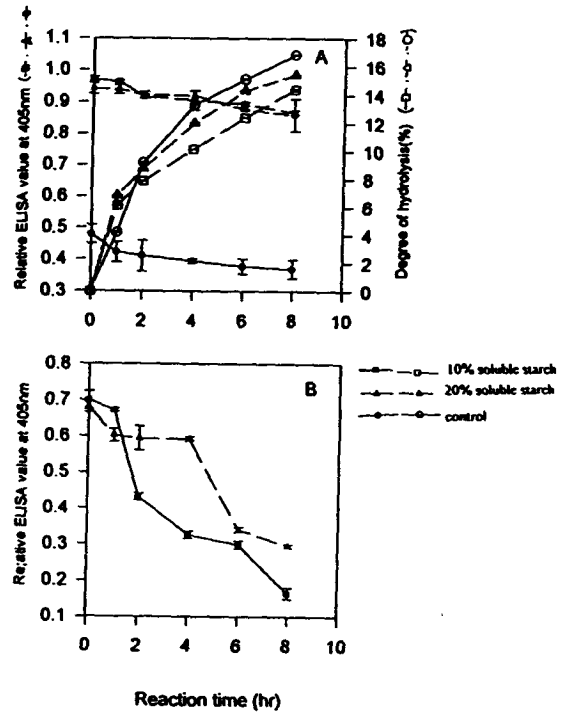 A
Relative ELISA value at 405nm
1.1
1.0
0.9
0.8
0.7
0.6
0.5
0.4
0.3
Degree of hydrolysis(%)
18
16
14
12
10
8
6
4
2
0
0 2 4 6 8 10
B
Re;ative ELISA value at 405nm
0.8
0.7
0.6
0.5
0.4
0.3
0.2
0.1
0 2 4 6 8 10
Reaction time (hr)
10% soluble starch
20% soluble starch
control